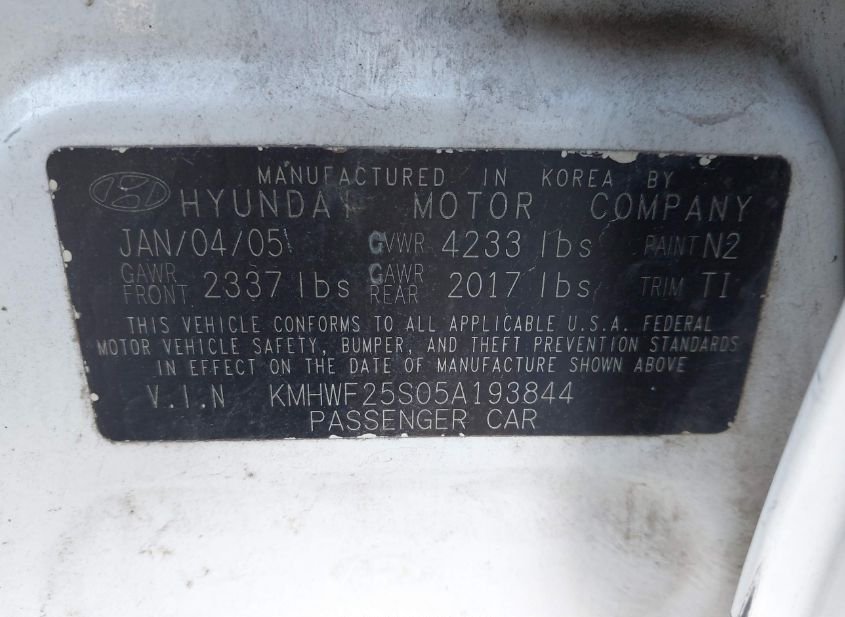 MANUFACTURED IN KOREA BY
HYUNDAI MOTOR COMPANY
JAN/04/05 GVWR 4233 lbs PAINT N2
GAWR FRONT 2337 lbs GAWR REAR 2017 lbs TRIM TI
THIS VEHICLE CONFORMS TO ALL APPLICABLE U.S.A. FEDERAL
MOTOR VEHICLE SAFETY, BUMPER, AND THEFT PREVENTION STANDARDS
IN EFFECT ON THE DATE OF MANUFACTURE SHOWN ABOVE
V.I.N KMHWF25S05A193844
PASSENGER CAR